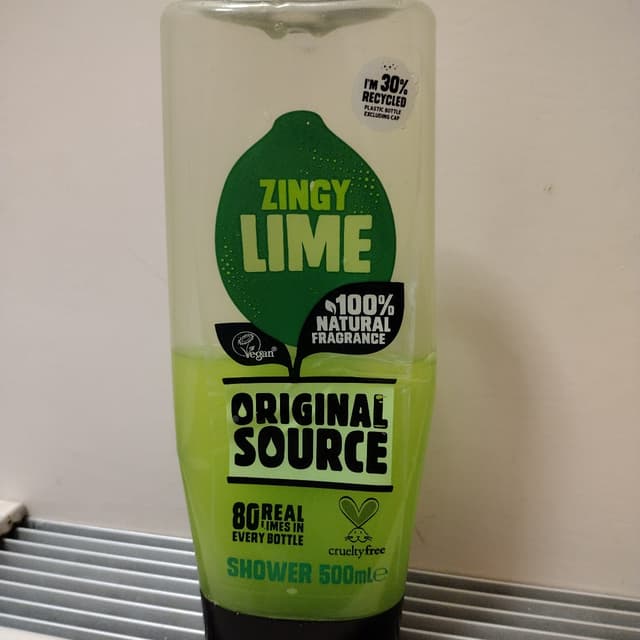 I'M 30%
RECYCLED
PLASTIC BOTTLE
EXCLUDING CAP
ZINGY
LIME
100%
NATURAL
FRAGRANCE
Vegan
ORIGINAL
SOURCE
80 REAL
LIMES IN
EVERY BOTTLE
crueltyfree
SHOWER 500ml℮